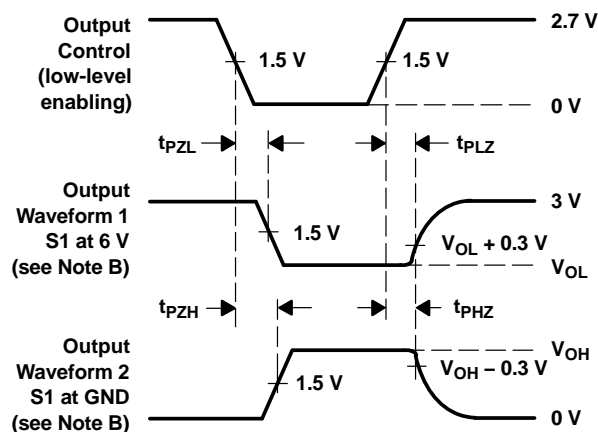 Output
Control
(low-level
enabling)
2.7 V
1.5 V
1.5 V
0 V
tPZL
tPLZ
Output
Waveform 1
S1 at 6 V
(see Note B)
3 V
1.5 V
VOL + 0.3 V
VOL
tPZH
tPHZ
Output
Waveform 2
S1 at GND
(see Note B)
VOH
1.5 V
VOH − 0.3 V
0 V